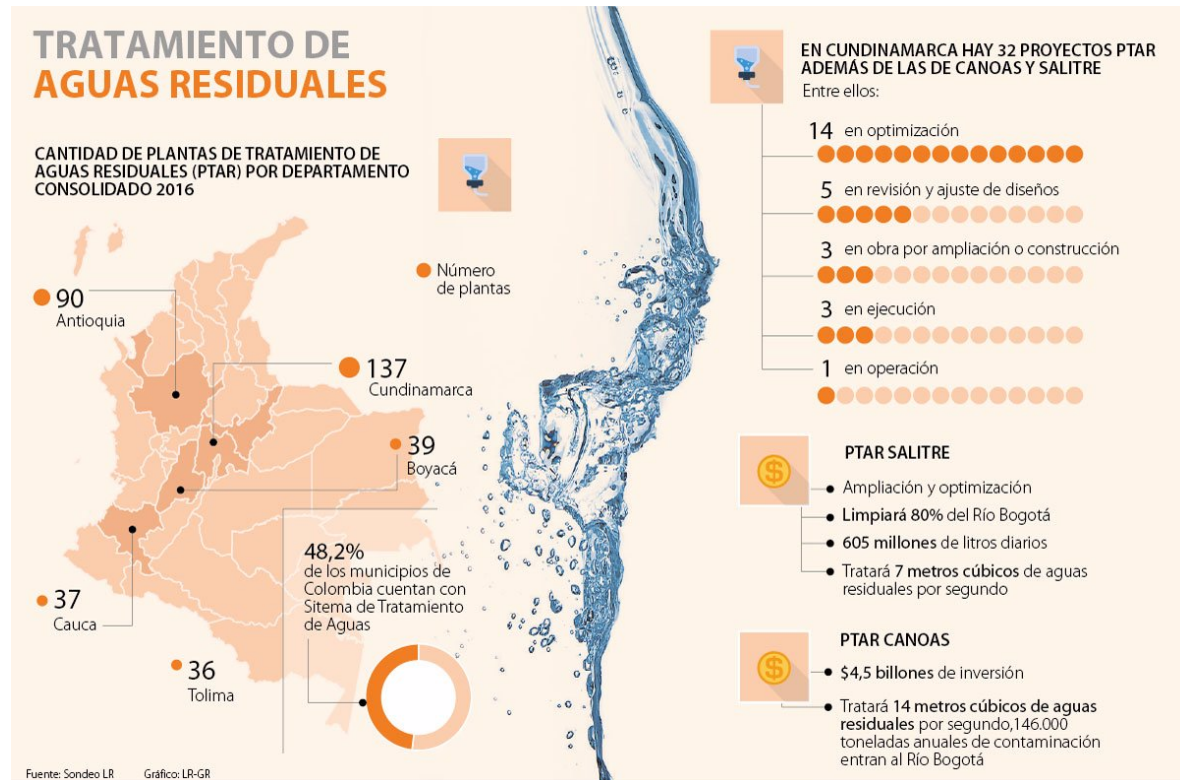 TRATAMIENTO DE
AGUAS RESIDUALES
CANTIDAD DE PLANTAS DE TRATAMIENTO DE
AGUAS RESIDUALES (PTAR) POR DEPARTAMENTO
CONSOLIDADO 2016
Número
de plantas
90
Antioquia
137
Cundinamarca
39
Boyacá
37
Cauca
36
Tolima
48,2%
de los municipios de
Colombia cuentan con
Sitema de Tratamiento
de Aguas
Fuente: Sondeo LR
Gráfico: LR-GR
EN CUNDINAMARCA HAY 32 PROYECTOS PTAR
ADEMÁS DE LAS DE CANOAS Y SALITRE
Entre ellos:
14 en optimización
5 en revisión y ajuste de diseños
3 en obra por ampliación o construcción
3 en ejecución
1 en operación
$
PTAR SALITRE
Ampliación y optimización
Limpiará 80% del Río Bogotá
605 millones de litros diarios
Tratará 7 metros cúbicos de aguas
residuales por segundo
$
PTAR CANOAS
$4,5 billones de inversión
Tratará 14 metros cúbicos de aguas
residuales por segundo,146.000
toneladas anuales de contaminación
entran al Río Bogotá